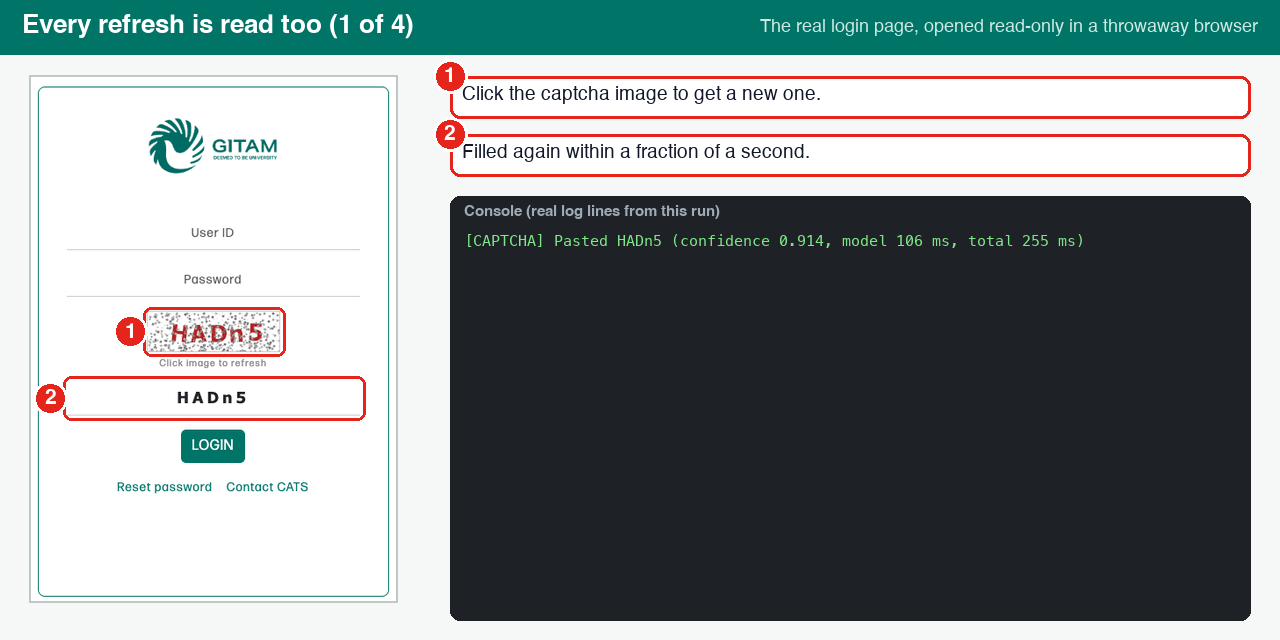 Every refresh is read too (1 of 4)
The real login page, opened read-only in a throwaway browser
GITAM
DEEMED TO BE UNIVERSITY
User ID
Password
1
HADn5
Click image to refresh
2
HADn5
LOGIN
Reset password Contact CATS
1
Click the captcha image to get a new one.
2
Filled again within a fraction of a second.
Console (real log lines from this run)
[CAPTCHA] Pasted HADn5 (confidence 0.914, model 106 ms, total 255 ms)